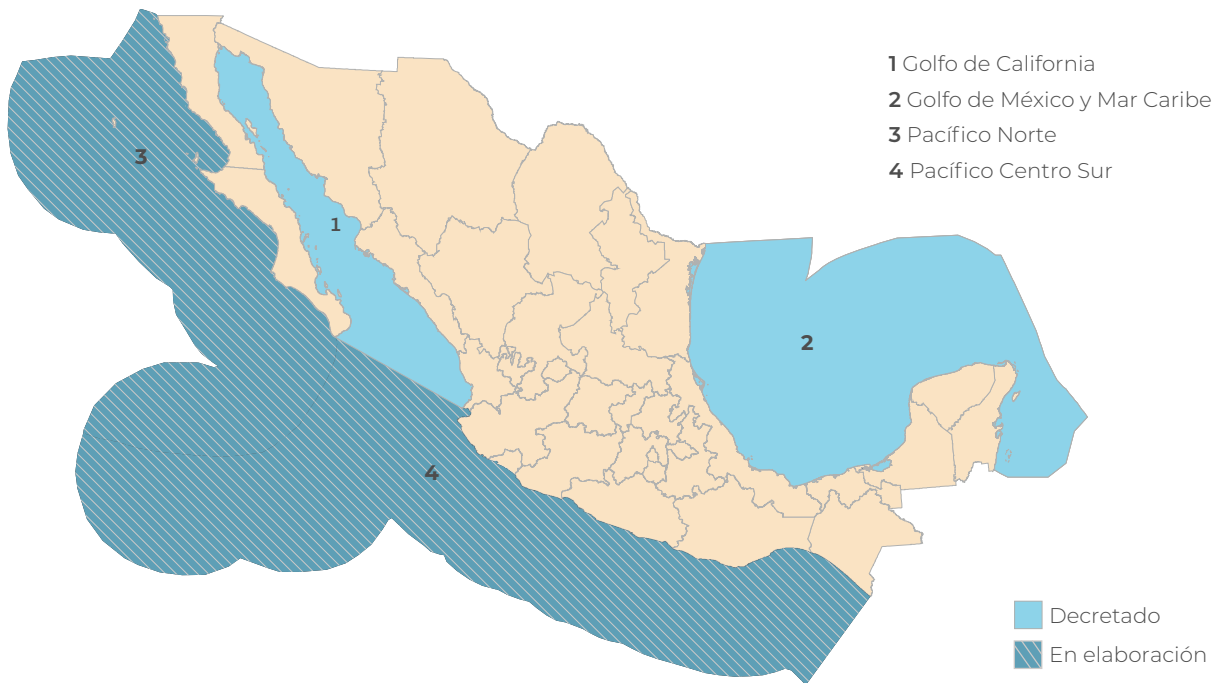 1 Golfo de California
2 Golfo de México y Mar Caribe
3 Pacífico Norte
4 Pacífico Centro Sur
3
1
2
4
Decretado
En elaboración